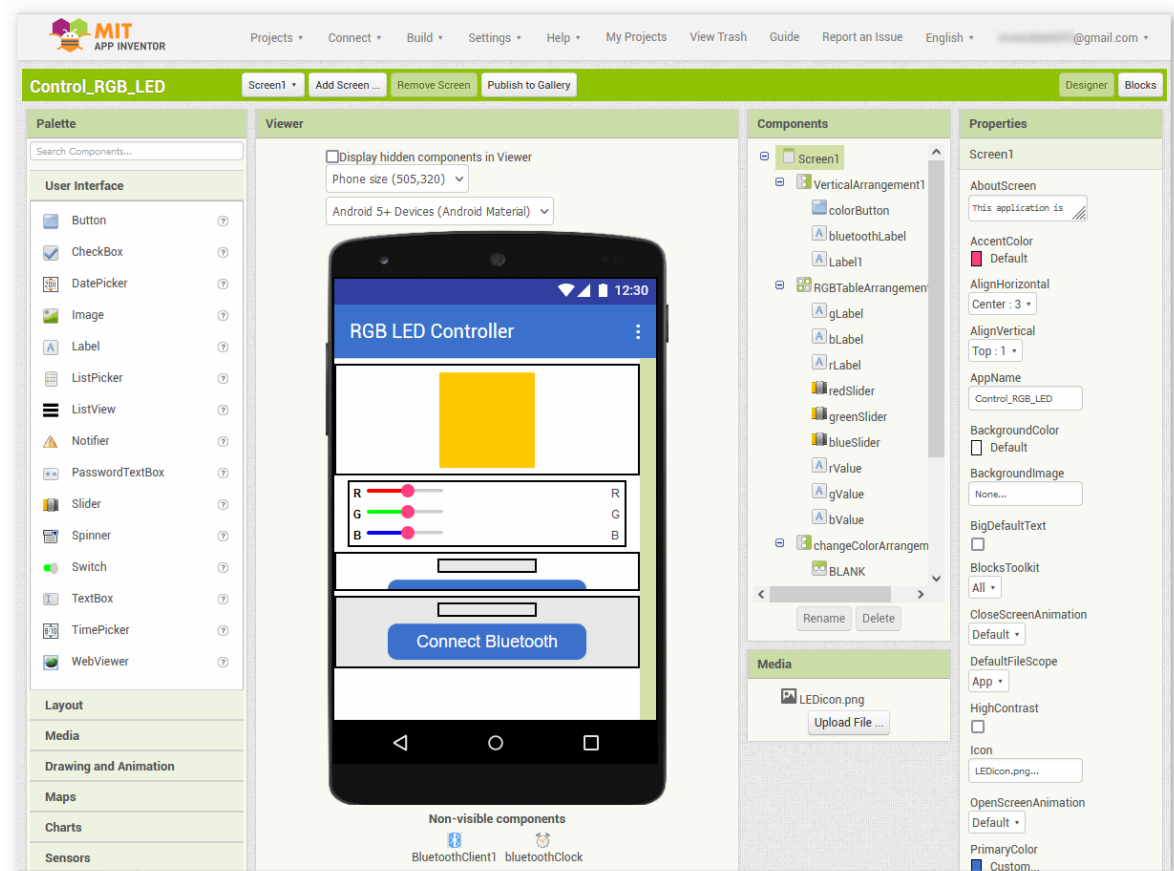 MIT
APP INVENTOR
Projects Connect Build Settings Help My Projects View Trash Guide Report an Issue English @gmail.com
Control_RGB_LED Screen1 Add Screen ... Remove Screen Publish to Gallery Designer Blocks
Palette
Search Components...
User Interface
Button
CheckBox
DatePicker
Image
Label
ListPicker
ListView
Notifier
PasswordTextBox
Slider
Spinner
Switch
TextBox
TimePicker
WebViewer
Layout
Media
Drawing and Animation
Maps
Charts
Sensors
Viewer
Display hidden components in Viewer
Phone size (505,320)
Android 5+ Devices (Android Material)
12:30
RGB LED Controller
R R
G G
B B
Connect Bluetooth
Non-visible components
BluetoothClient1 bluetoothClock
Components
Screen1
VerticalArrangement1
colorButton
bluetoothLabel
Label1
RGBTableArrangemen
gLabel
bLabel
rLabel
redSlider
greenSlider
blueSlider
rValue
gValue
bValue
changeColorArrangem
BLANK
Rename Delete
Media
LEDicon.png
Upload File ...
Properties
Screen1
AboutScreen
This application is
AccentColor
Default
AlignHorizontal
Center : 3
AlignVertical
Top : 1
AppName
Control_RGB_LED
BackgroundColor
Default
BackgroundImage
None...
BigDefaultText
BlocksToolkit
All
CloseScreenAnimation
Default
DefaultFileScope
App
HighContrast
Icon
LEDicon.png...
OpenScreenAnimation
Default
PrimaryColor
Custom...